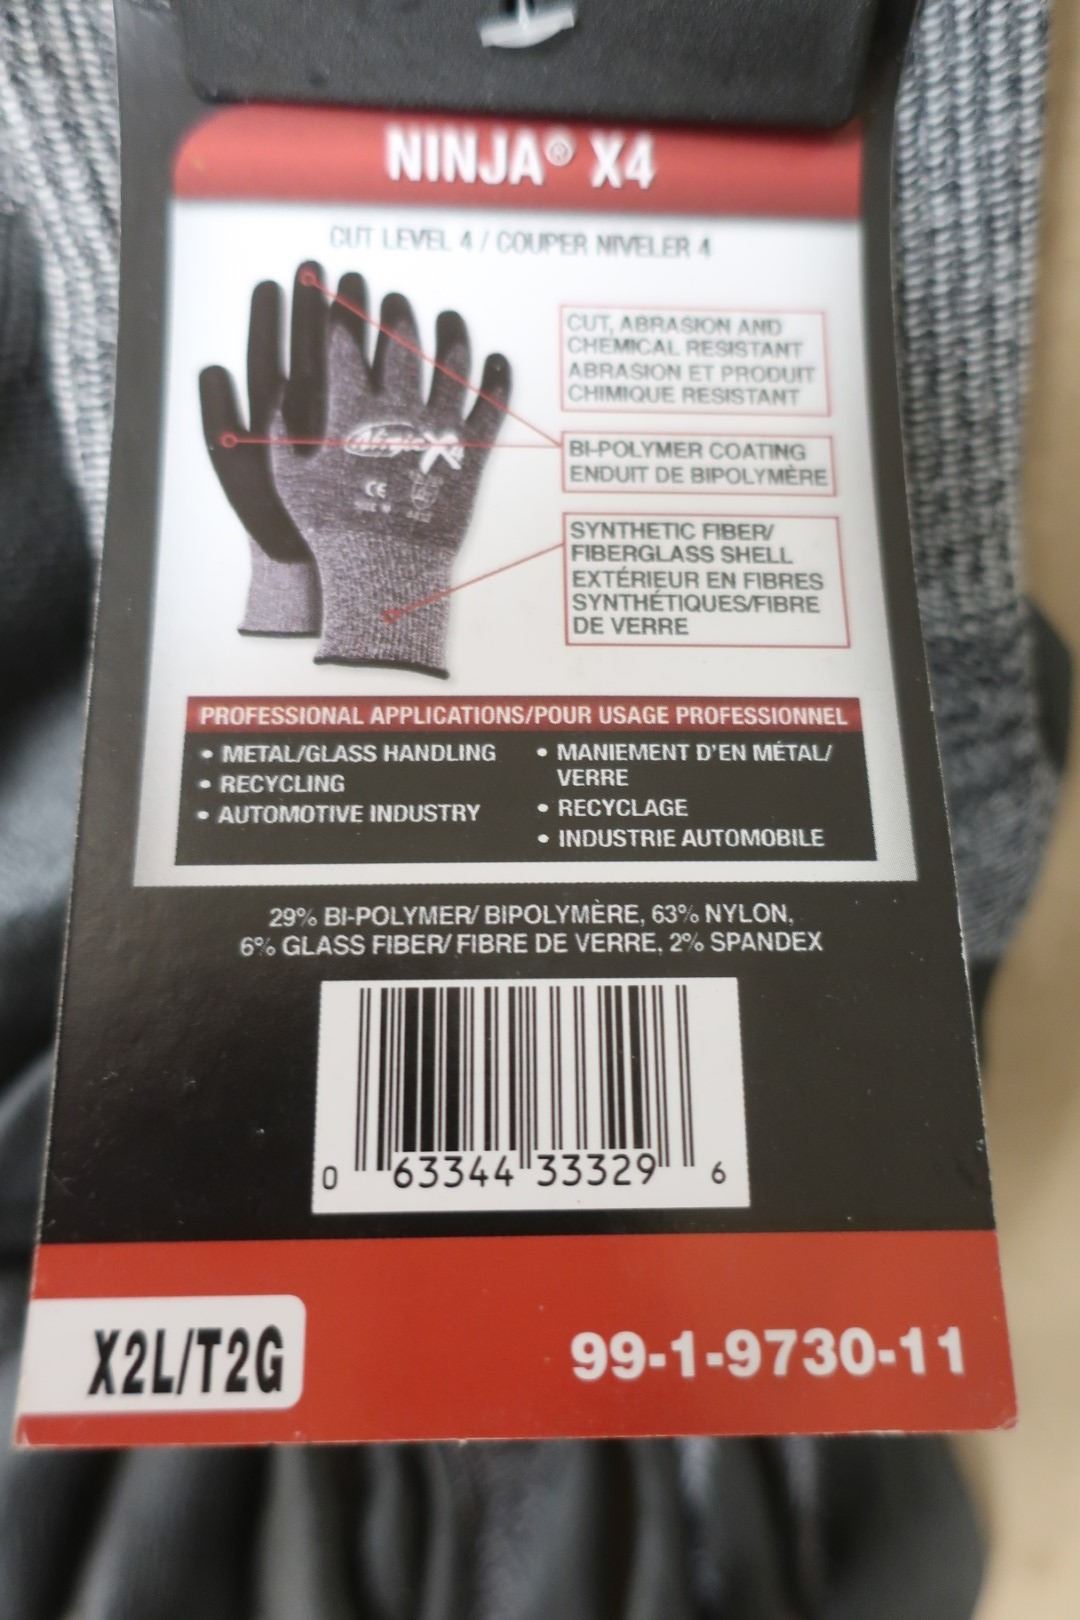 NINJA® X4
CUT LEVEL 4 / COUPER NIVELER 4
CUT, ABRASION AND
CHEMICAL RESISTANT
ABRASION ET PRODUIT
CHIMIQUE RESISTANT
BI-POLYMER COATING
ENDUIT DE BIPOLYMÈRE
SYNTHETIC FIBER/
FIBERGLASS SHELL
EXTÉRIEUR EN FIBRES
SYNTHÉTIQUES/FIBRE
DE VERRE
Ninja X4
CE
PROFESSIONAL APPLICATIONS/POUR USAGE PROFESSIONNEL
• METAL/GLASS HANDLING
• RECYCLING
• AUTOMOTIVE INDUSTRY
• MANIEMENT D'EN MÉTAL/
VERRE
• RECYCLAGE
• INDUSTRIE AUTOMOBILE
29% BI-POLYMER/ BIPOLYMÈRE, 63% NYLON,
6% GLASS FIBER/ FIBRE DE VERRE, 2% SPANDEX
0 63344 33329 6
X2L/T2G
99-1-9730-11